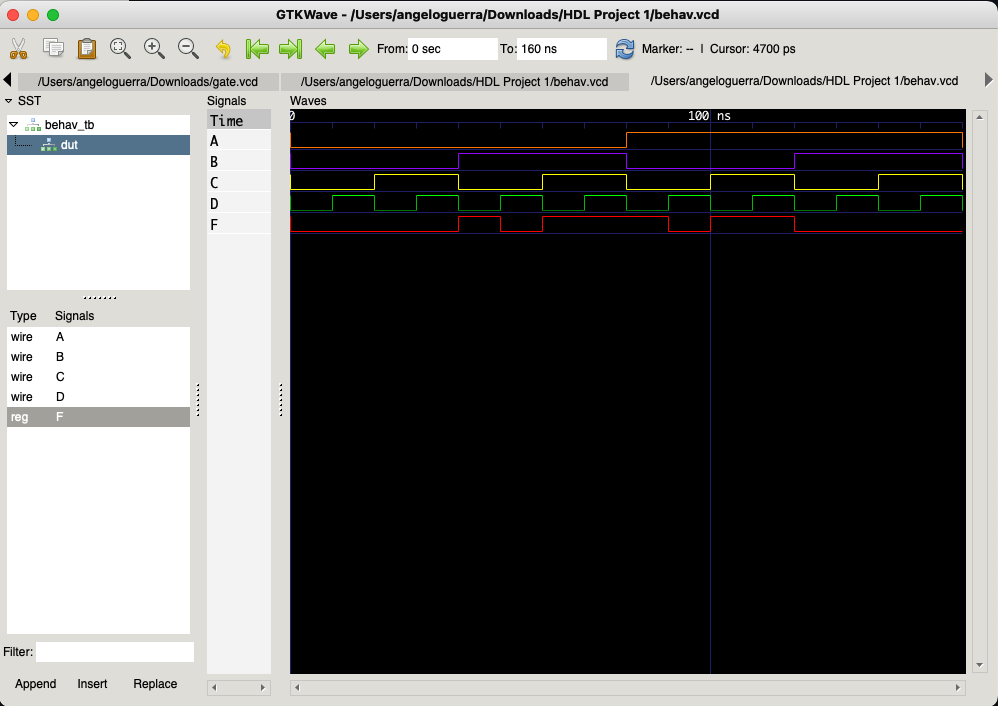 GTKWave - /Users/angeloguerra/Downloads/HDL Project 1/behav.vcd
From: 0 sec To: 160 ns Marker: -- | Cursor: 4700 ps
/Users/angeloguerra/Downloads/gate.vcd /Users/angeloguerra/Downloads/HDL Project 1/behav.vcd /Users/angeloguerra/Downloads/HDL Project 1/behav.vcd
SST
behav_tb
dut
Type Signals
wire A
wire B
wire C
wire D
reg F
Filter:
Append Insert Replace
Signals
Time
A
B
C
D
F
Waves
0 100 ns